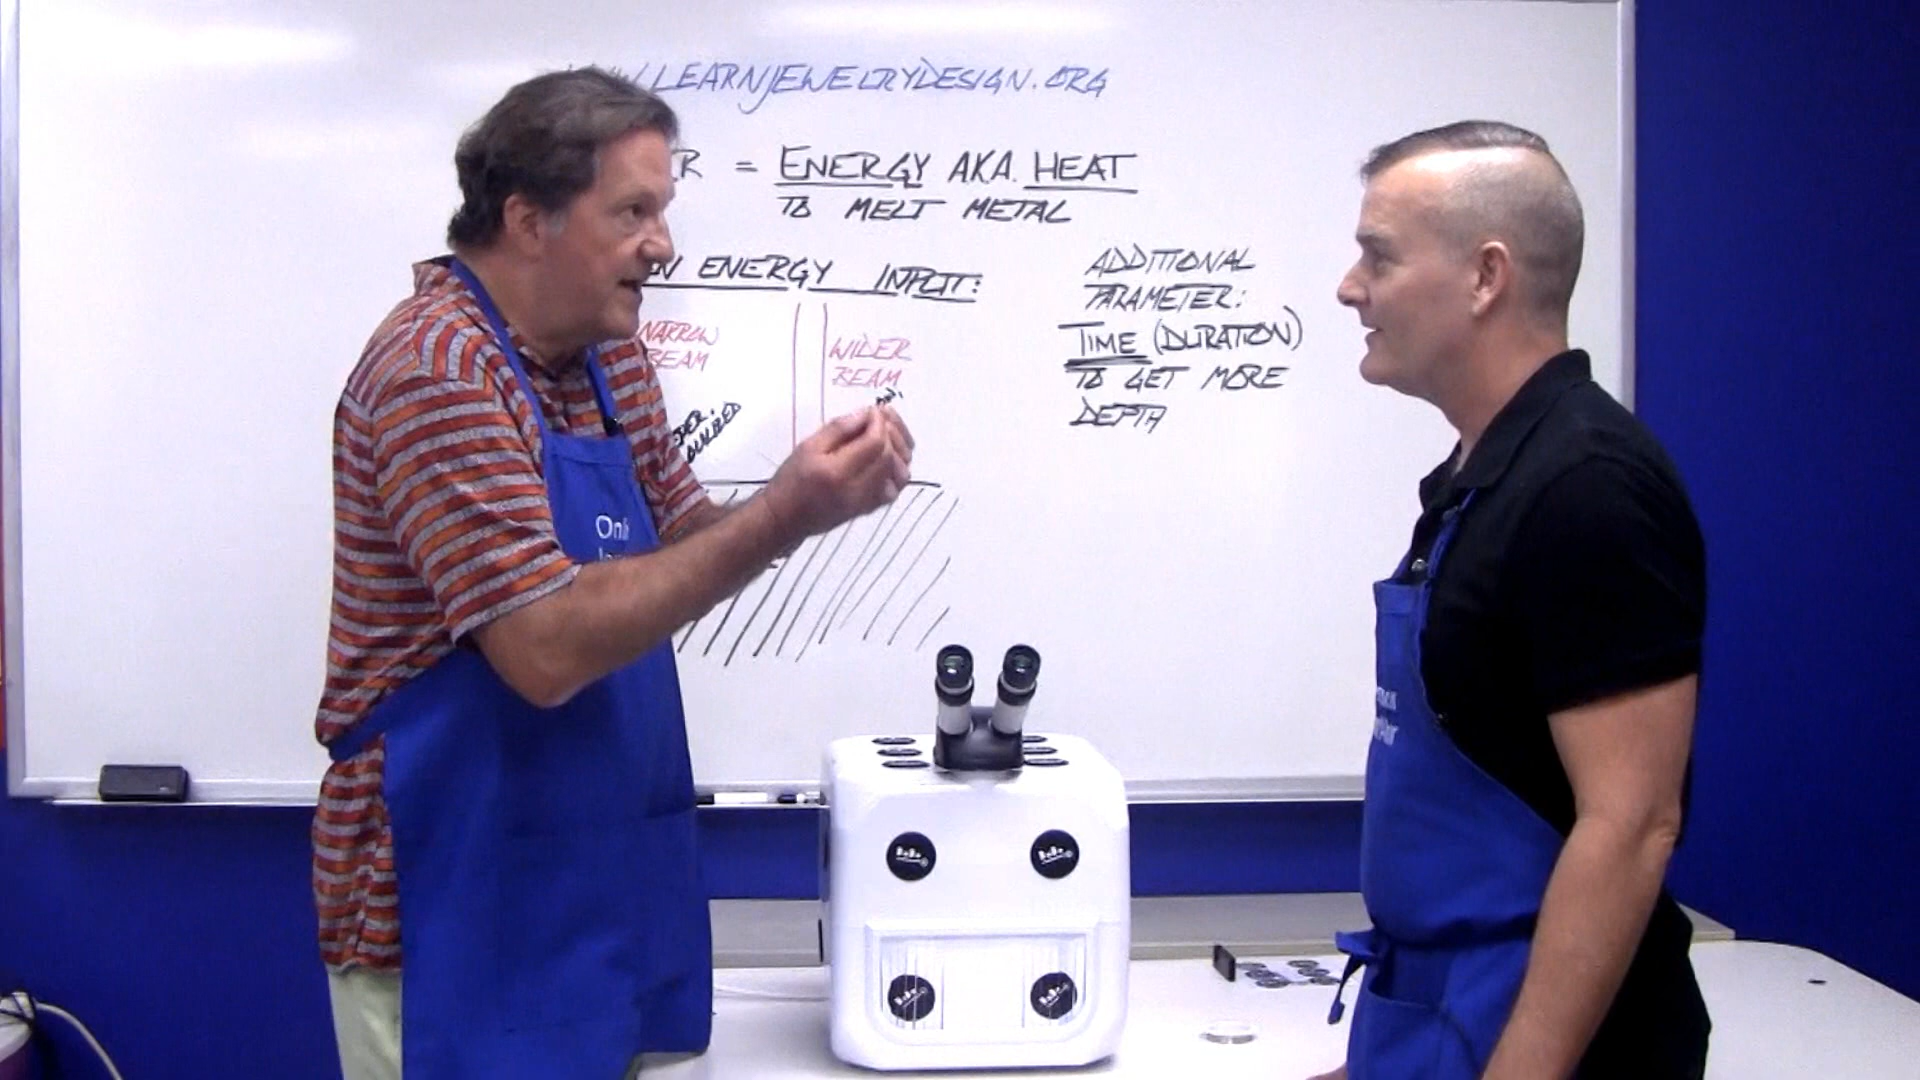 LEARNJEWELRYDESIGN.ORG
R = ENERGY AKA. HEAT
TO MELT METAL
ENERGY INPUT:
NARROW
BEAM
WIDER
BEAM
ADDITIONAL
PARAMETER:
TIME (DURATION)
TO GET MORE
DEPTH